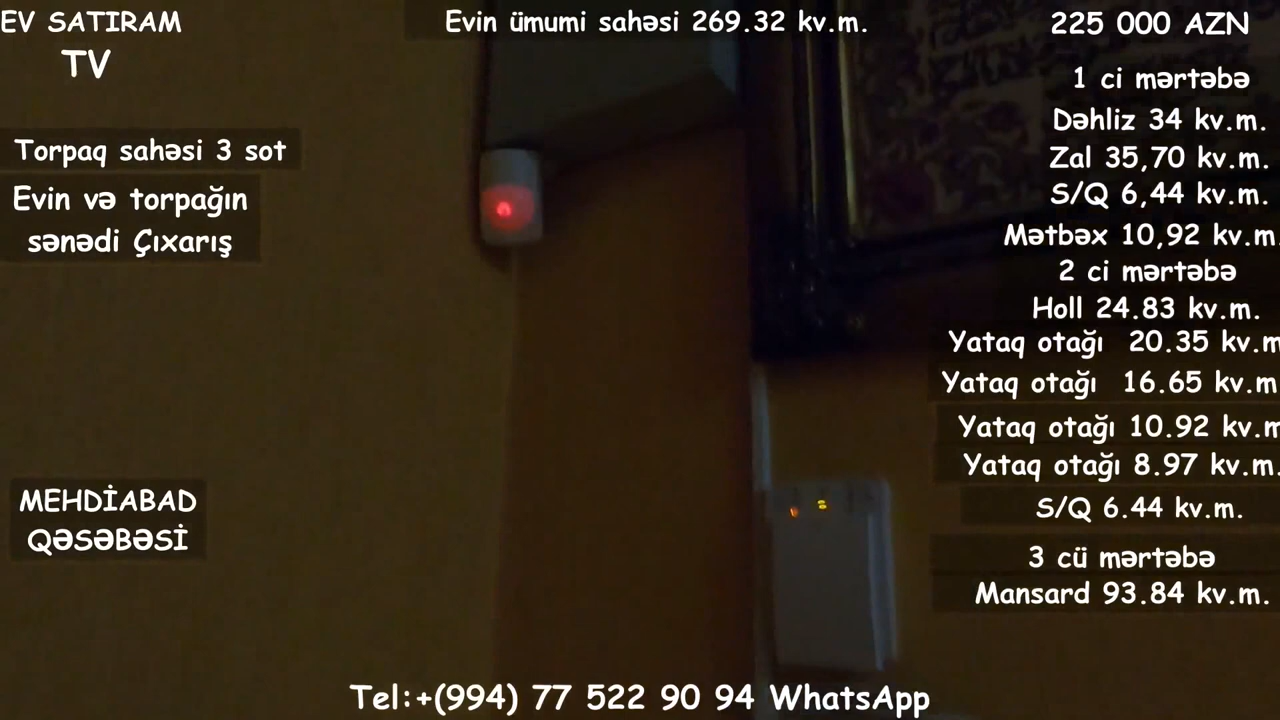 EV SATIRAM
TV
Evin ümumi sahəsi 269.32 kv.m.
225 000 AZN
Torpaq sahəsi 3 sot
Evin və torpağın
sənədi Çıxarış
MEHDİABAD
QƏSƏBƏSİ
1 ci mərtəbə
Dəhliz 34 kv.m.
Zal 35,70 kv.m.
S/Q 6,44 kv.m.
Mətbəx 10,92 kv.m.
2 ci mərtəbə
Holl 24.83 kv.m.
Yataq otağı 20.35 kv.m
Yataq otağı 16.65 kv.m
Yataq otağı 10.92 kv.m
Yataq otağı 8.97 kv.m.
S/Q 6.44 kv.m.
3 cü mərtəbə
Mansard 93.84 kv.m.
Tel:+(994) 77 522 90 94 WhatsApp